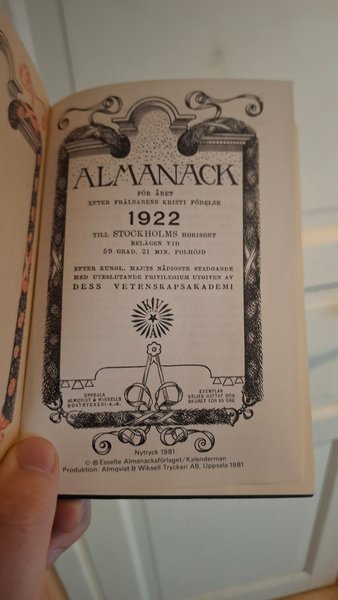 ALMANACK
FÖR ÅRET
EFTER FRÄLSARENS KRISTI FÖDELSE
1922
TILL STOCKHOLMS HORISONT
BELÄGEN VID
59 GRAD. 21 MIN. POLHÖJD
EFTER KUNGL. MAJ:TS NÅDIGSTE STADGANDE
MED UTESLUTANDE PRIVILEGIUM UTGIVEN AV
DESS VETENSKAPSAKADEMI
UPPSALA
ALMQVIST & WIKSELLS
BOKTRYCKERI-A.-B.
EXEMPLAR
SÄLJES HÄFTAT OCH
SKURET FÖR 35 ÖRE
Nytryck 1981
© Esselte Almanacksförlaget/Kalenderman
Produktion: Almqvist & Wiksell Tryckeri AB, Uppsala 1981